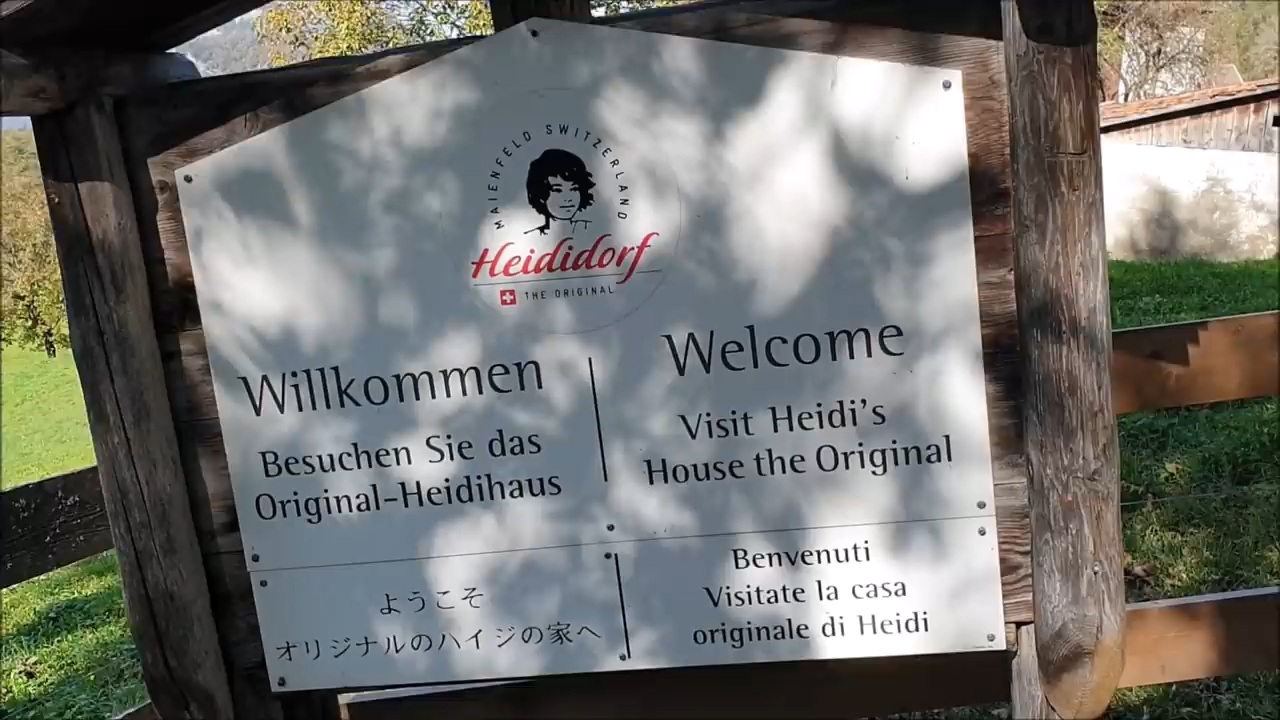 MAIENFELD SWITZERLAND
Heididorf
THE ORIGINAL
Willkommen
Besuchen Sie das
Original-Heidihaus
Welcome
Visit Heidi's
House the Original
ようこそ
オリジナルのハイジの家へ
Benvenuti
Visitate la casa
originale di Heidi